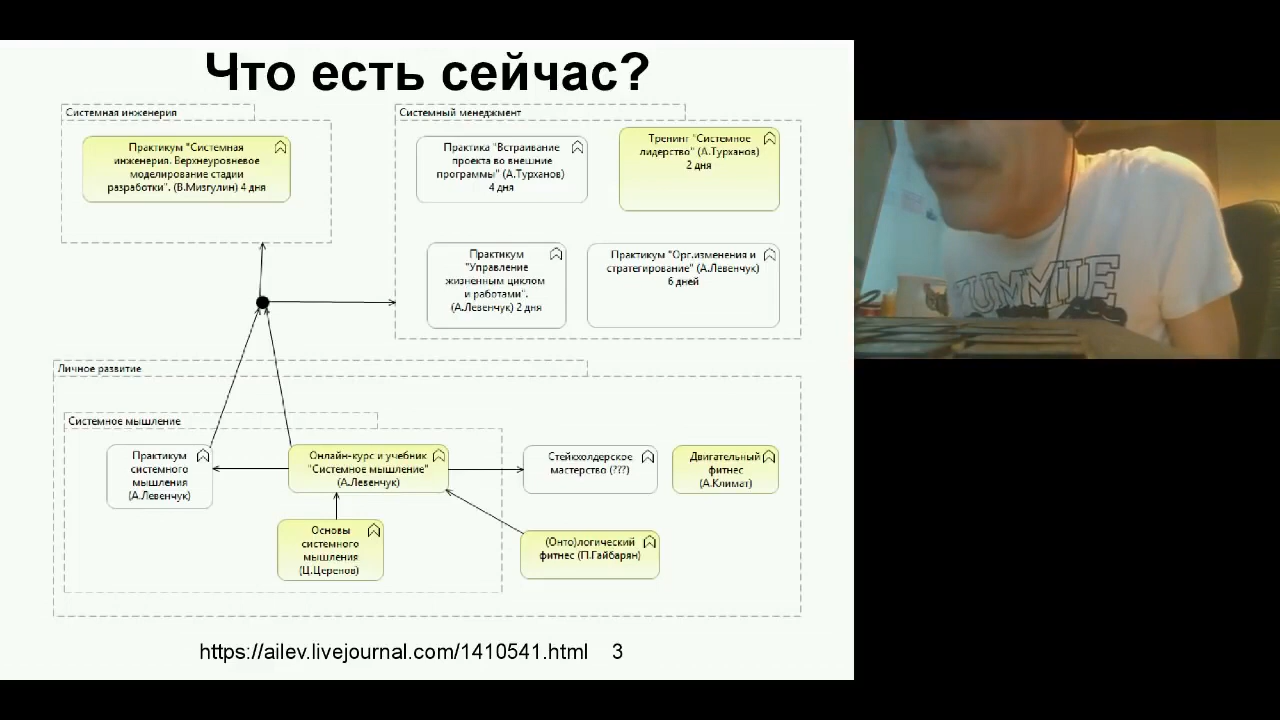 Что есть сейчас?
Системная инженерия
Практикум "Системная
инженерия. Верхнеуровневое
моделирование стадии
разработки". (В.Мизгулин) 4 дня
Системный менеджмент
Практика "Встраивание
проекта во внешние
программы" (А.Турханов)
4 дня
Тренинг "Системное
лидерство" (А.Турханов)
2 дня
Практикум
"Управление
жизненным циклом
и работами".
(А.Левенчук) 2 дня
Практикум "Орг.изменения и
стратегирование" (А.Левенчук)
6 дней
Личное развитие
Системное мышление
Практикум
системного
мышления
(А.Левенчук)
Онлайн-курс и учебник
"Системное мышление"
(А.Левенчук)
Стейкхолдерское
мастерство (???)
Двигательный
фитнес
(А.Климат)
Основы
системного
мышления
(Ц.Церенов)
(Онто)логический
фитнес (П.Гайбарян)
https://ailev.livejournal.com/1410541.html 3